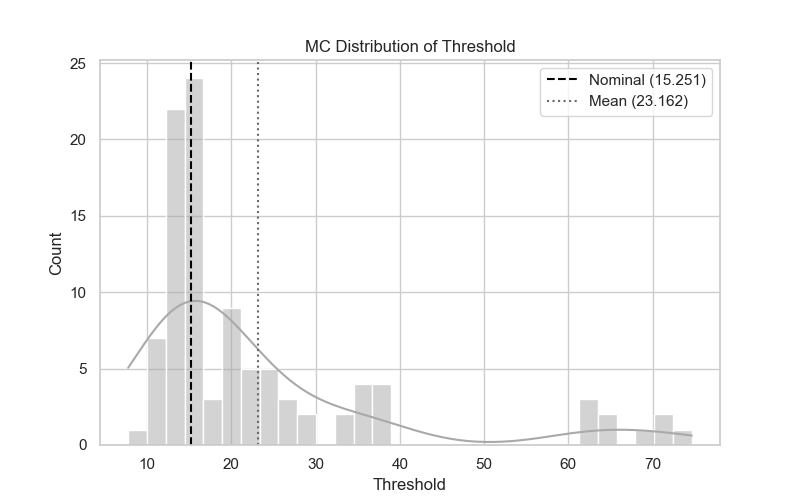 MC Distribution of Threshold
Nominal (15.251)
Mean (23.162)
Count
25
20
15
10
5
0
10 20 30 40 50 60 70
Threshold